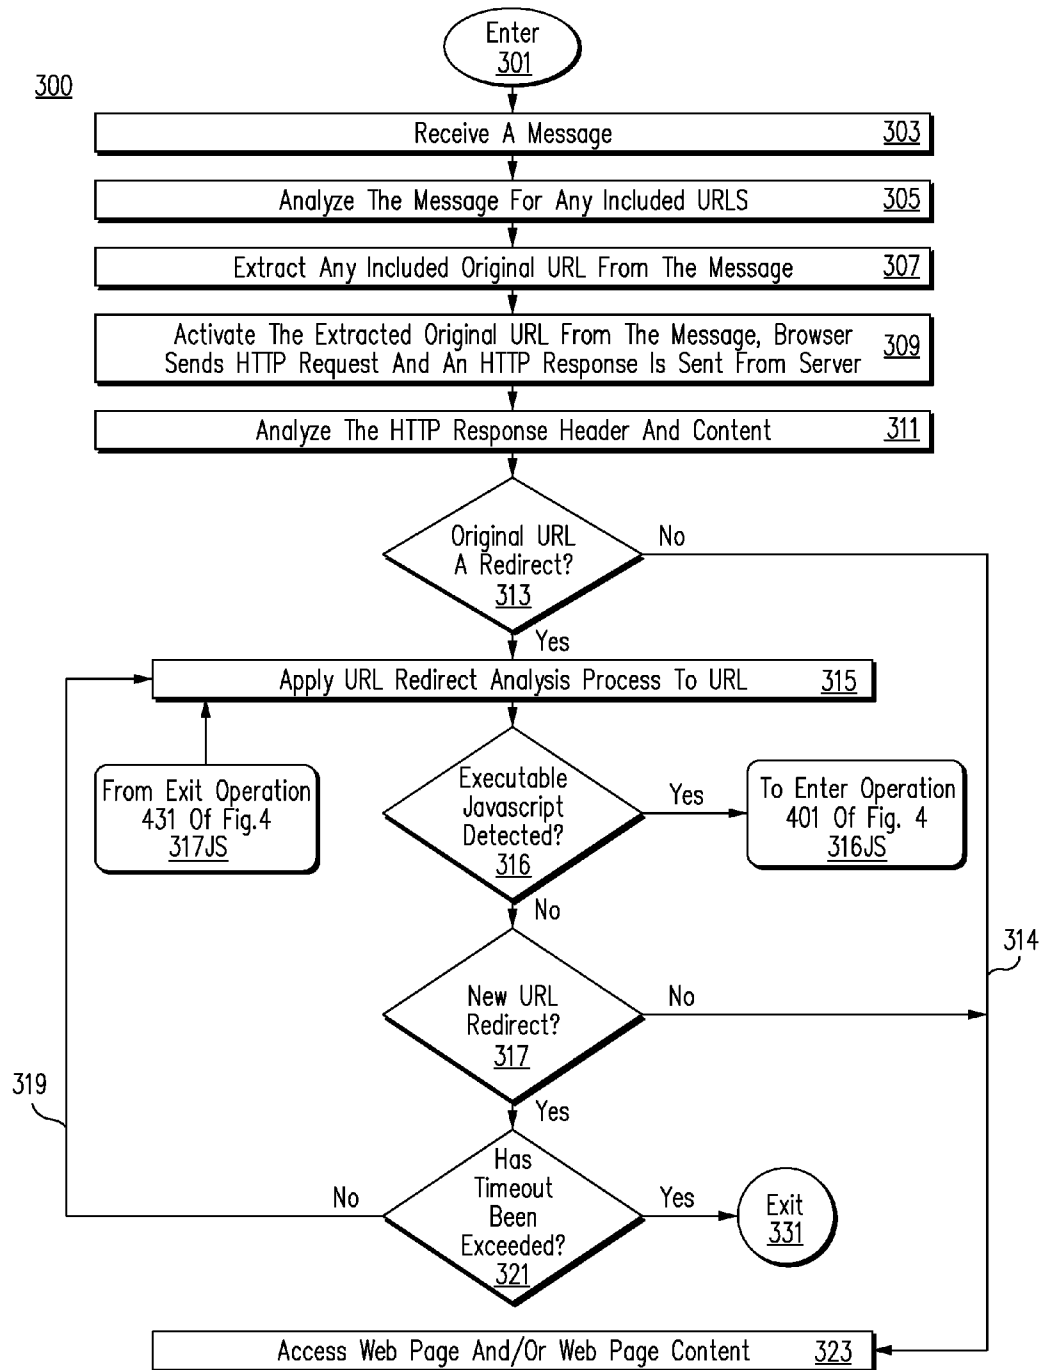 Enter
301
300
Receive A Message 303
Analyze The Message For Any Included URLS 305
Extract Any Included Original URL From The Message 307
Activate The Extracted Original URL From The Message, Browser
Sends HTTP Request And An HTTP Response Is Sent From Server
309
Analyze The HTTP Response Header And Content 311
Original URL
A Redirect?
313
No
Yes
Apply URL Redirect Analysis Process To URL 315
From Exit Operation
431 Of Fig.4
317JS
Executable
Javascript
Detected?
316
Yes
To Enter Operation
401 Of Fig. 4
316JS
No
314
New URL
Redirect?
317
No
319
Yes
Has
Timeout
Been
Exceeded?
321
No
Yes
Exit
331
Access Web Page And/Or Web Page Content 323